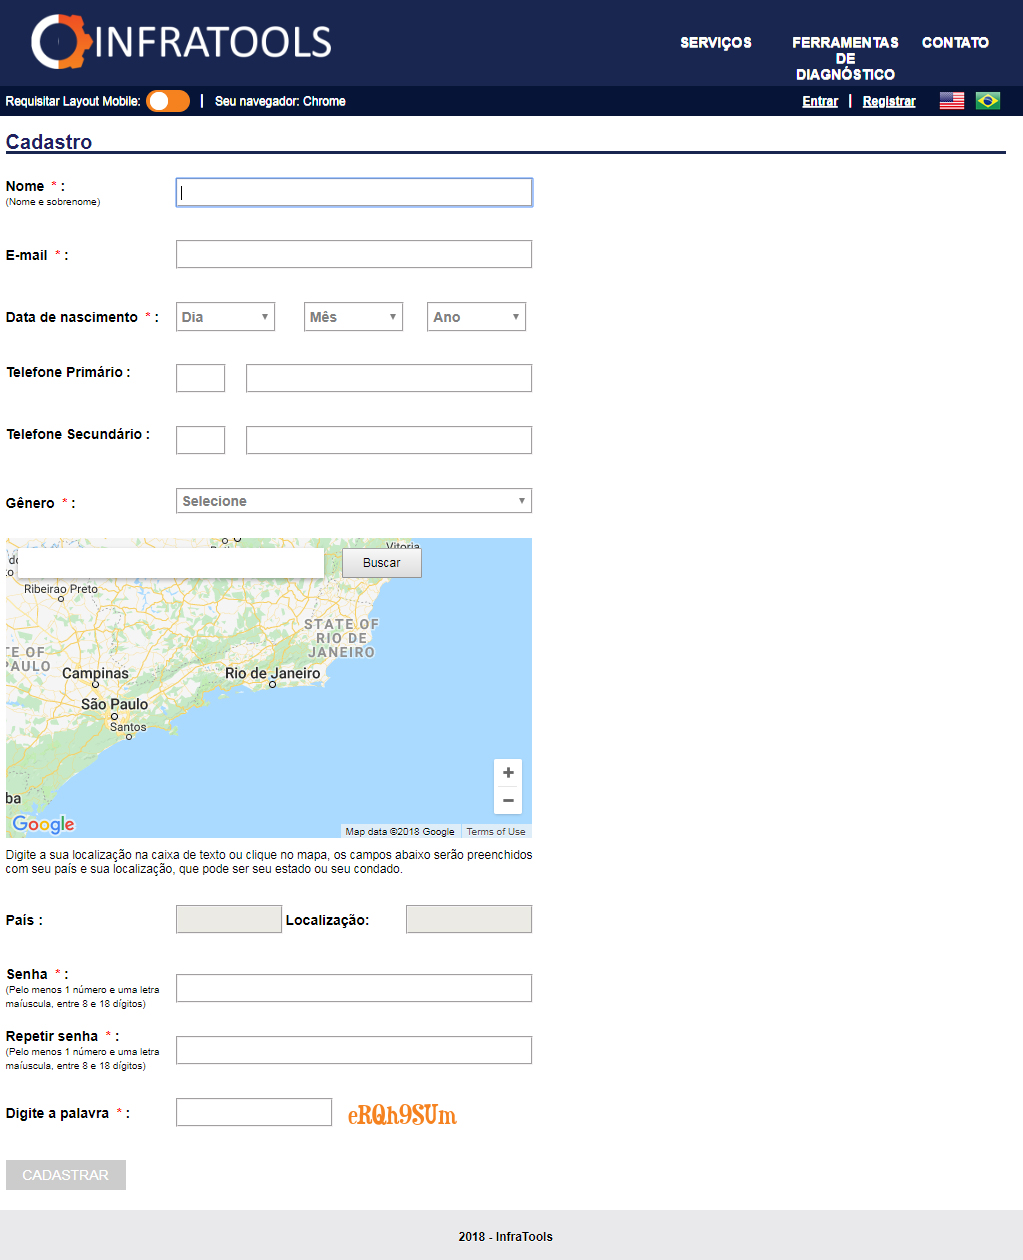 INFRATOOLS
SERVIÇOS
FERRAMENTAS
DE
DIAGNÓSTICO
CONTATO
Requisitar Layout Mobile: | Seu navegador: Chrome
Entrar | Registrar
Cadastro
Nome * :
(Nome e sobrenome)
E-mail * :
Data de nascimento * : Dia Mês Ano
Telefone Primário :
Telefone Secundário :
Gênero * : Selecione
Vitoria
Buscar
Ribeirao Preto
STATE OF
RIO DE
JANEIRO
TE OF
PAULO
Campinas
Rio de Janeiro
São Paulo
Santos
+
−
ba
Google
Map data ©2018 Google Terms of Use
Digite a sua localização na caixa de texto ou clique no mapa, os campos abaixo serão preenchidos
com seu país e sua localização, que pode ser seu estado ou seu condado.
País : Localização:
Senha * :
(Pelo menos 1 número e uma letra
maíuscula, entre 8 e 18 dígitos)
Repetir senha * :
(Pelo menos 1 número e uma letra
maíuscula, entre 8 e 18 dígitos)
Digite a palavra * : eRQh9SUm
CADASTRAR
2018 - InfraTools